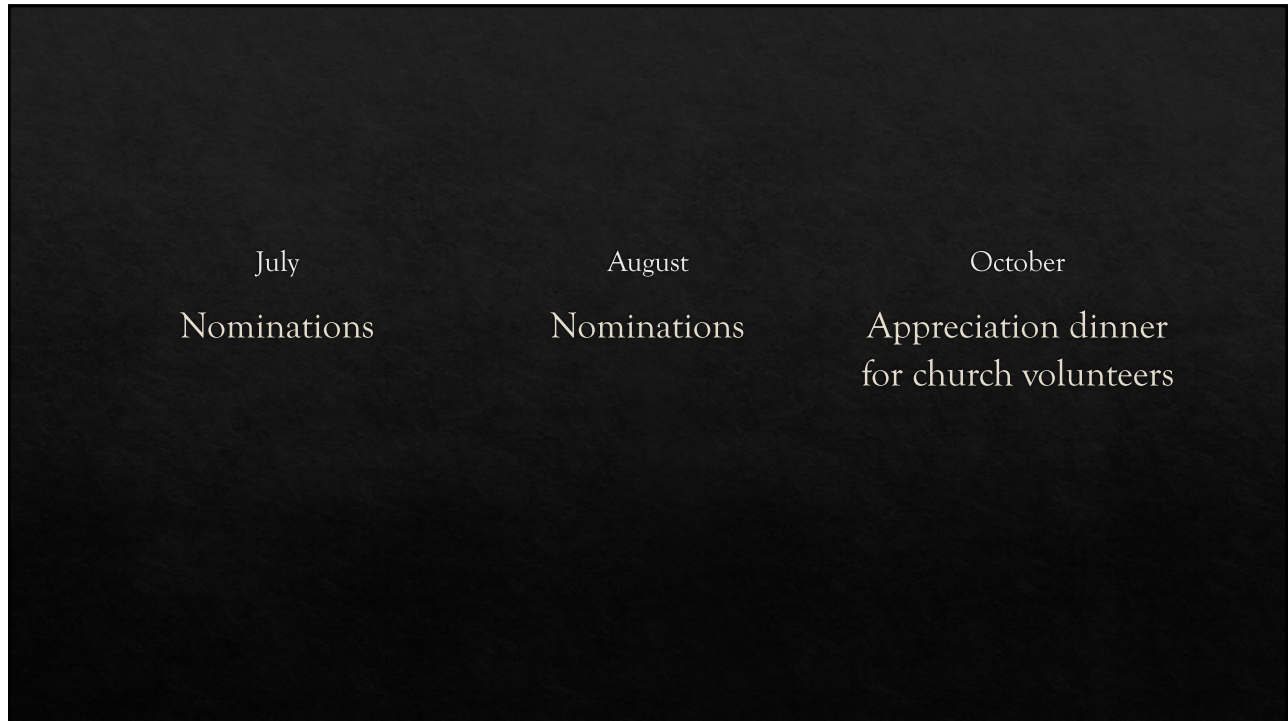 July
Nominations
August
Nominations
October
Appreciation dinner
for church volunteers